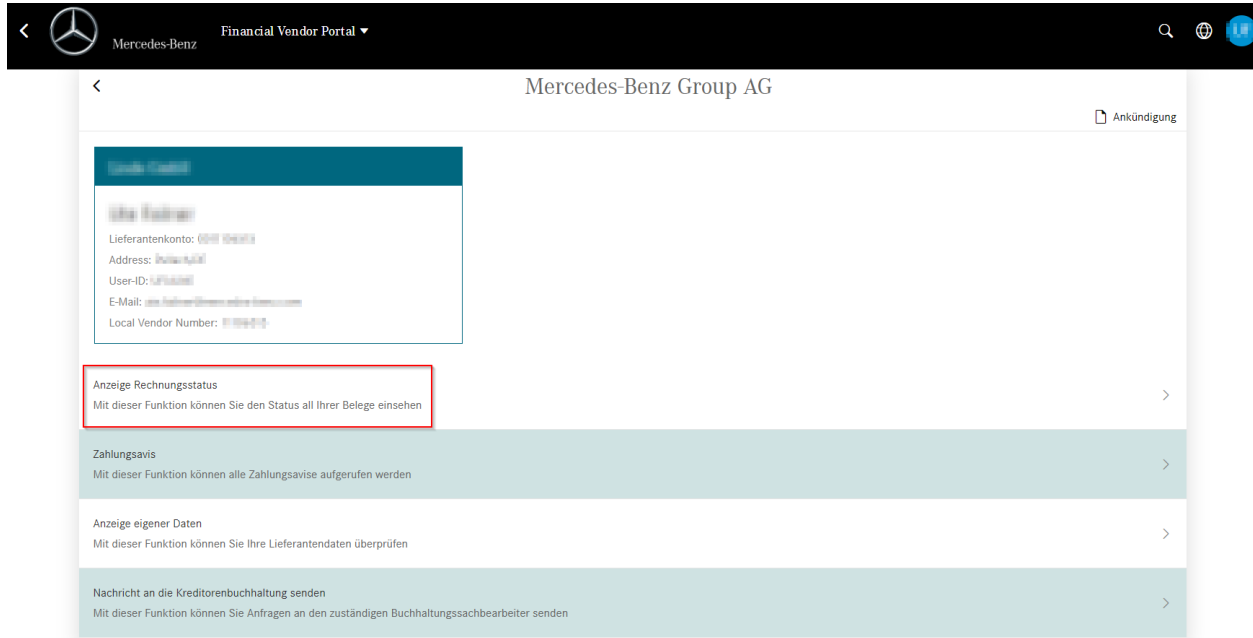 Mercedes-Benz
Financial Vendor Portal
Mercedes-Benz Group AG
Ankündigung
Lieferantenkonto:
Address:
User-ID:
E-Mail:
Local Vendor Number:
Anzeige Rechnungsstatus
Mit dieser Funktion können Sie den Status all Ihrer Belege einsehen
Zahlungsavis
Mit dieser Funktion können alle Zahlungsavise aufgerufen werden
Anzeige eigener Daten
Mit dieser Funktion können Sie Ihre Lieferantendaten überprüfen
Nachricht an die Kreditorenbuchhaltung senden
Mit dieser Funktion können Sie Anfragen an den zuständigen Buchhaltungssachbearbeiter senden